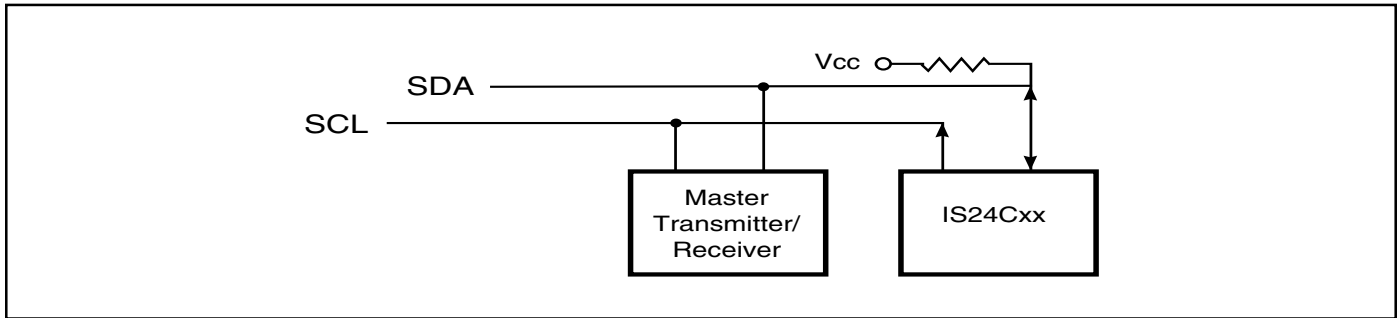 Vcc
SDA
SCL
Master
Transmitter/
Receiver
IS24Cxx